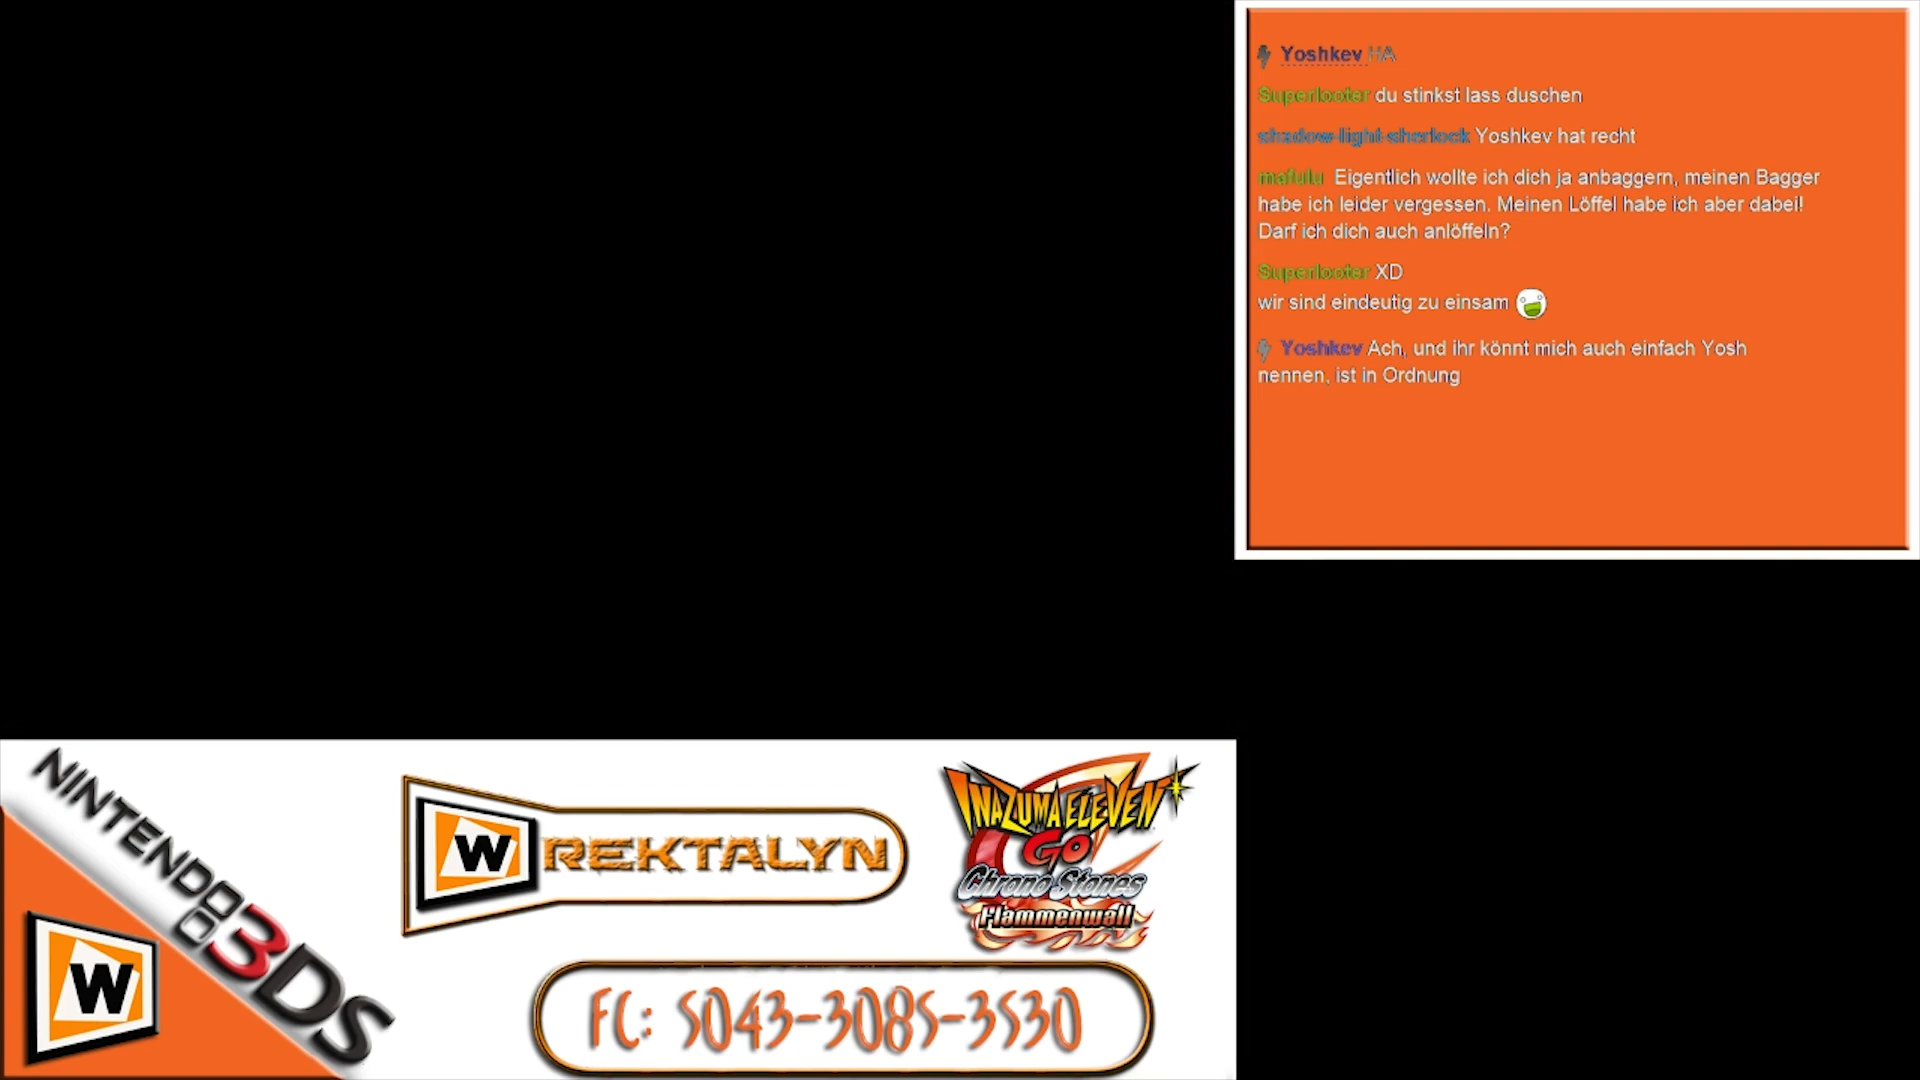 Yoshkev HA
Superlooter du stinkst lass duschen
shadow-light-sherlock Yoshkev hat recht
mafulu Eigentlich wollte ich dich ja anbaggern, meinen Bagger
habe ich leider vergessen. Meinen Löffel habe ich aber dabei!
Darf ich dich auch anlöffeln?
Superlooter XD
wir sind eindeutig zu einsam
Yoshkev Ach, und ihr könnt mich auch einfach Yosh
nennen, ist in Ordnung
NINTENDO 3DS
W
W REKTALYN
INAZUMA ELEVEN
GO
Chrono Stones
Flammenwall
FC: 5043-3085-3530